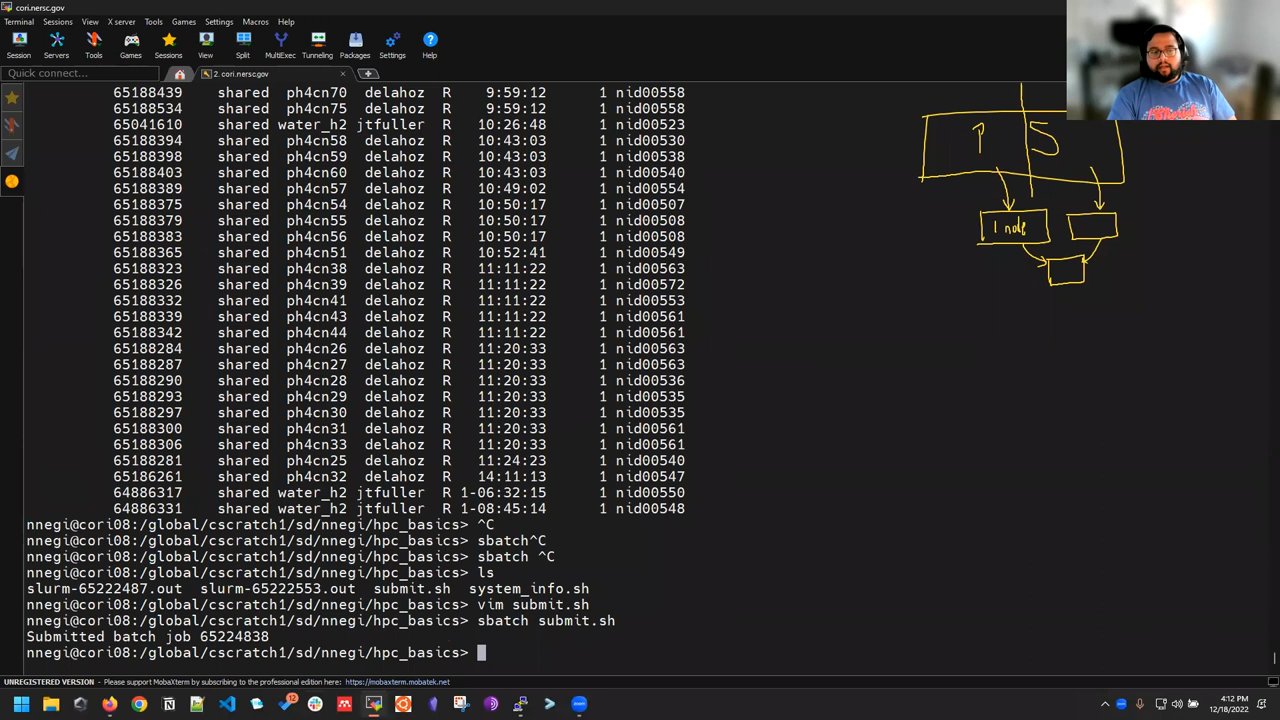 cori.nersc.gov
Terminal Sessions View X server Tools Games Settings Macros Help
Session Servers Tools Games Sessions View Split MultiExec Tunneling Packages Settings Help
Quick connect... 2. cori.nersc.gov
65188439 shared ph4cn70 delahoz R 9:59:12 1 nid00558
65188534 shared ph4cn75 delahoz R 9:59:12 1 nid00558
65041610 shared water_h2 jtfuller R 10:26:48 1 nid00523
65188394 shared ph4cn58 delahoz R 10:43:03 1 nid00530
65188398 shared ph4cn59 delahoz R 10:43:03 1 nid00538
65188403 shared ph4cn60 delahoz R 10:43:03 1 nid00540
65188389 shared ph4cn57 delahoz R 10:49:02 1 nid00554
65188375 shared ph4cn54 delahoz R 10:50:17 1 nid00507
65188379 shared ph4cn55 delahoz R 10:50:17 1 nid00508
65188383 shared ph4cn56 delahoz R 10:50:17 1 nid00508
65188365 shared ph4cn51 delahoz R 10:52:41 1 nid00549
65188323 shared ph4cn38 delahoz R 11:11:22 1 nid00563
65188326 shared ph4cn39 delahoz R 11:11:22 1 nid00572
65188332 shared ph4cn41 delahoz R 11:11:22 1 nid00553
65188339 shared ph4cn43 delahoz R 11:11:22 1 nid00561
65188342 shared ph4cn44 delahoz R 11:11:22 1 nid00561
65188284 shared ph4cn26 delahoz R 11:20:33 1 nid00563
65188287 shared ph4cn27 delahoz R 11:20:33 1 nid00563
65188290 shared ph4cn28 delahoz R 11:20:33 1 nid00536
65188293 shared ph4cn29 delahoz R 11:20:33 1 nid00535
65188297 shared ph4cn30 delahoz R 11:20:33 1 nid00535
65188300 shared ph4cn31 delahoz R 11:20:33 1 nid00561
65188306 shared ph4cn33 delahoz R 11:20:33 1 nid00561
65188281 shared ph4cn25 delahoz R 11:24:23 1 nid00540
65186261 shared ph4cn32 delahoz R 14:11:13 1 nid00547
64886317 shared water_h2 jtfuller R 1-06:32:15 1 nid00550
64886331 shared water_h2 jtfuller R 1-08:45:14 1 nid00548
nnegi@cori08:/global/cscratch1/sd/nnegi/hpc_basics> ^C
nnegi@cori08:/global/cscratch1/sd/nnegi/hpc_basics> sbatch^C
nnegi@cori08:/global/cscratch1/sd/nnegi/hpc_basics> sbatch ^C
nnegi@cori08:/global/cscratch1/sd/nnegi/hpc_basics> ls
slurm-65222487.out slurm-65222553.out submit.sh system_info.sh
nnegi@cori08:/global/cscratch1/sd/nnegi/hpc_basics> vim submit.sh
nnegi@cori08:/global/cscratch1/sd/nnegi/hpc_basics> sbatch submit.sh
Submitted batch job 65224838
nnegi@cori08:/global/cscratch1/sd/nnegi/hpc_basics>
S
1 node
UNREGISTERED VERSION - Please support MobaXterm by subscribing to the professional edition here: https://mobaxterm.mobatek.net
12
4:12 PM
12/18/2022